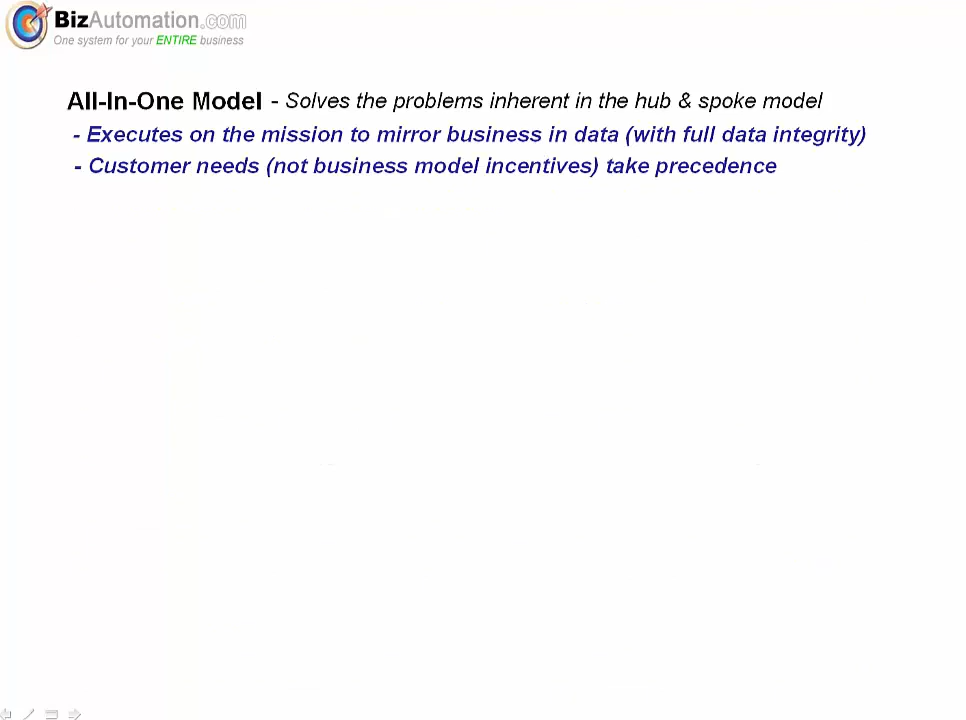 BizAutomation.com
One system for your ENTIRE business
All-In-One Model - Solves the problems inherent in the hub & spoke model
- Executes on the mission to mirror business in data (with full data integrity)
- Customer needs (not business model incentives) take precedence